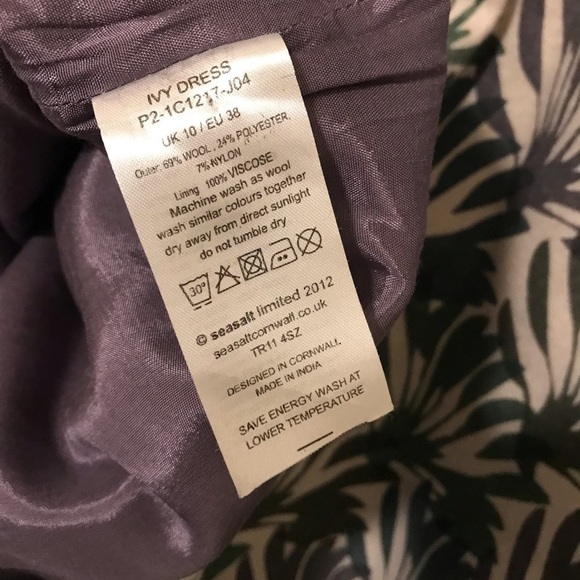 IVY DRESS
P2-1C1217-J04
UK 10 / EU 38
Outer: 69% WOOL, 24% POLYESTER,
7% NYLON
Lining 100% VISCOSE
Machine wash as wool
wash similar colours together
dry away from direct sunlight
do not tumble dry
30°
© seasalt limited 2012
seasaltcornwall.co.uk
TR11 4SZ
DESIGNED IN CORNWALL
MADE IN INDIA
SAVE ENERGY WASH AT
LOWER TEMPERATURE